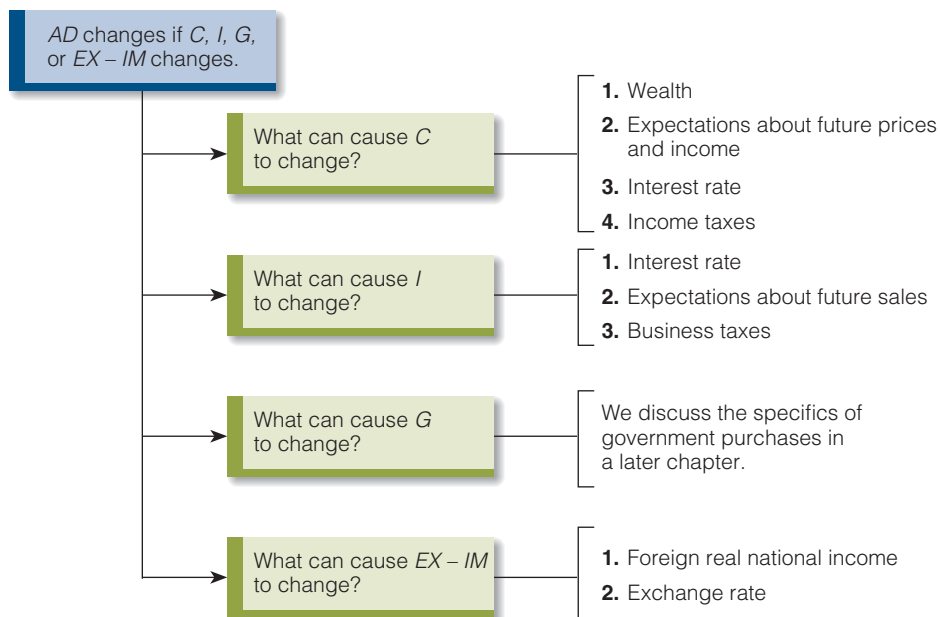 AD changes if C, I, G,
or EX – IM changes.
What can cause C
to change?
1. Wealth
2. Expectations about future prices
and income
3. Interest rate
4. Income taxes
What can cause I
to change?
1. Interest rate
2. Expectations about future sales
3. Business taxes
What can cause G
to change?
We discuss the specifics of
government purchases in
a later chapter.
What can cause EX – IM
to change?
1. Foreign real national income
2. Exchange rate